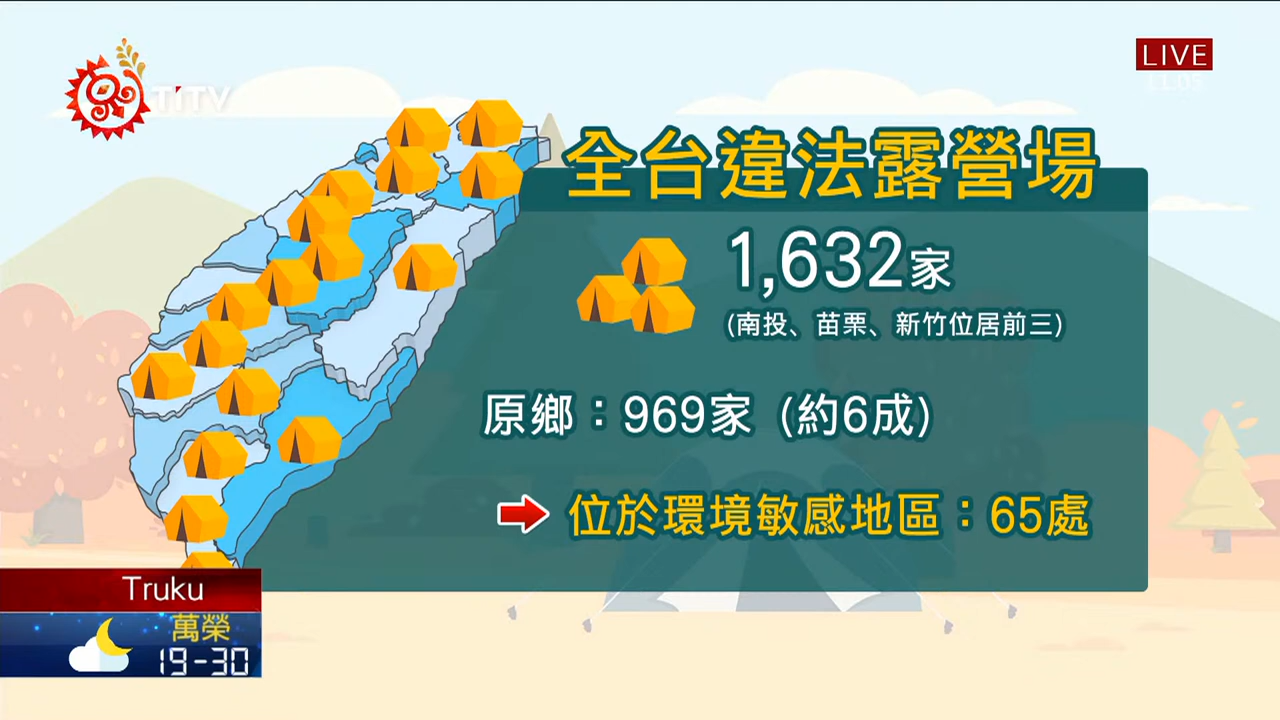 TiTV
LIVE
11:05
全台違法露營場
1,632家
(南投、苗栗、新竹位居前三)
原鄉：969家 (約6成)
位於環境敏感地區：65處
Truku
萬榮
19-30